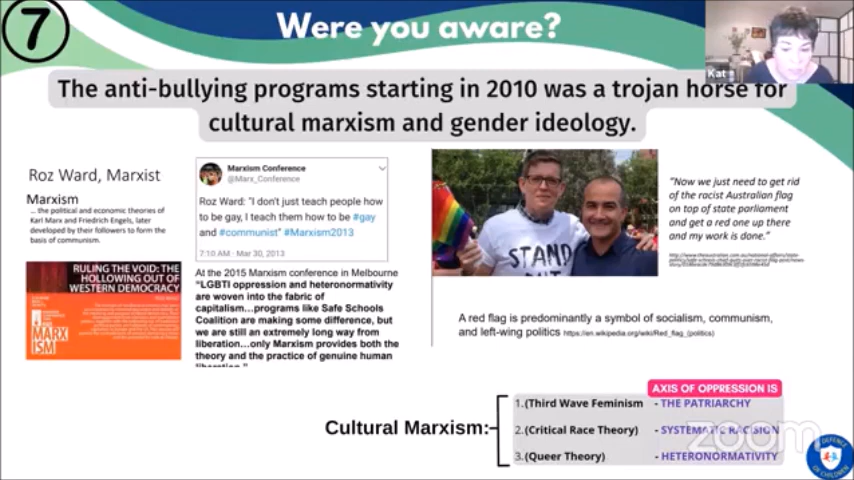 7
Were you aware?
Kat
The anti-bullying programs starting in 2010 was a trojan horse for
cultural marxism and gender ideology.
Roz Ward, Marxist
Marxism
... the political and economic theories of
Karl Marx and Friedrich Engels, later
developed by their followers to form the
basis of communism.
RULING THE VOID: THE
HOLLOWING OUT OF
WESTERN DEMOCRACY
MARX
ISM
Marxism Conference
@Marx_Conference
Roz Ward: "I don't just teach people how
to be gay, I teach them how to be #gay
and #communist" #Marxism2013
7:10 AM - Mar 30, 2013
At the 2015 Marxism conference in Melbourne
"LGBTI oppression and heteronormativity
are woven into the fabric of
capitalism...programs like Safe Schools
Coalition are making some difference, but
we are still an extremely long way from
liberation...only Marxism provides both the
theory and the practice of genuine human
liberation."
STAND
OUT
"Now we just need to get rid
of the racist Australian flag
on top of state parliament
and get a red one up there
and my work is done."
A red flag is predominantly a symbol of socialism, communism,
and left-wing politics https://en.wikipedia.org/wiki/Red_flag_(politics)
AXIS OF OPPRESSION IS
Cultural Marxism:
1.(Third Wave Feminism - THE PATRIARCHY
2.(Critical Race Theory) - SYSTEMATIC RACISION
3.(Queer Theory) - HETERONORMATIVITY
zoom
DEFENSE
OF CHILDREN